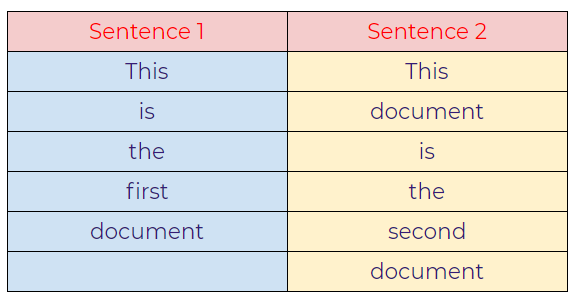 Sentence 1 Sentence 2
This This
is document
the is
first the
document second
document